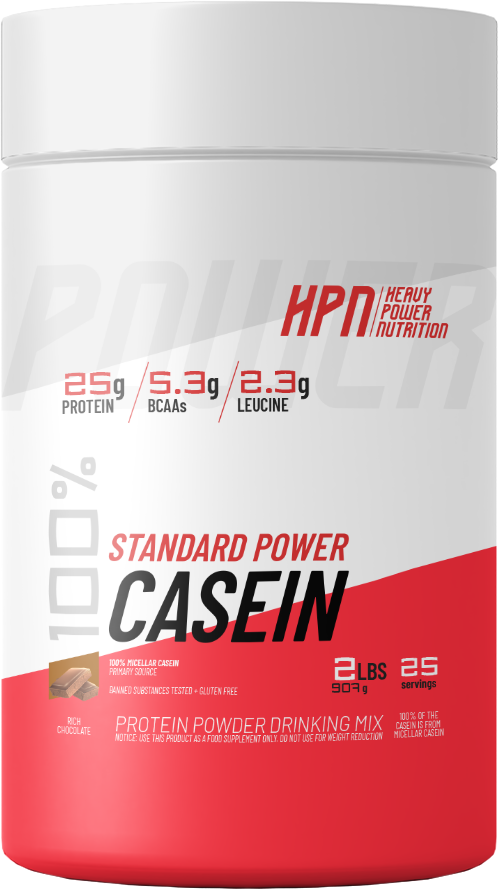 POWER
HPN
HEAVY
POWER
NUTRITION
25g 5.3g 2.3g
PROTEIN BCAAs LEUCINE
100%
STANDARD POWER
CASEIN
100% MICELLAR CASEIN
PRIMARY SOURCE
BANNED SUBSTANCES TESTED + GLUTEN FREE
2LBS
907 g
25
servings
RICH
CHOCOLATE
PROTEIN POWDER DRINKING MIX
NOTICE: USE THIS PRODUCT AS A FOOD SUPPLEMENT ONLY. DO NOT USE FOR WEIGHT REDUCTION
100% OF THE
CASEIN IS FROM
MICELLAR CASEIN